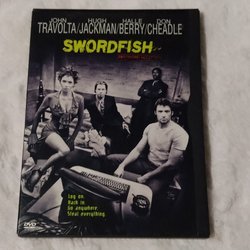 JOHN HUGH HALLE DON
TRAVOLTA/JACKMAN/BERRY/CHEADLE
SWORDFISH
Log on.
Hack in.
Go anywhere.
Steal everything.
DVD